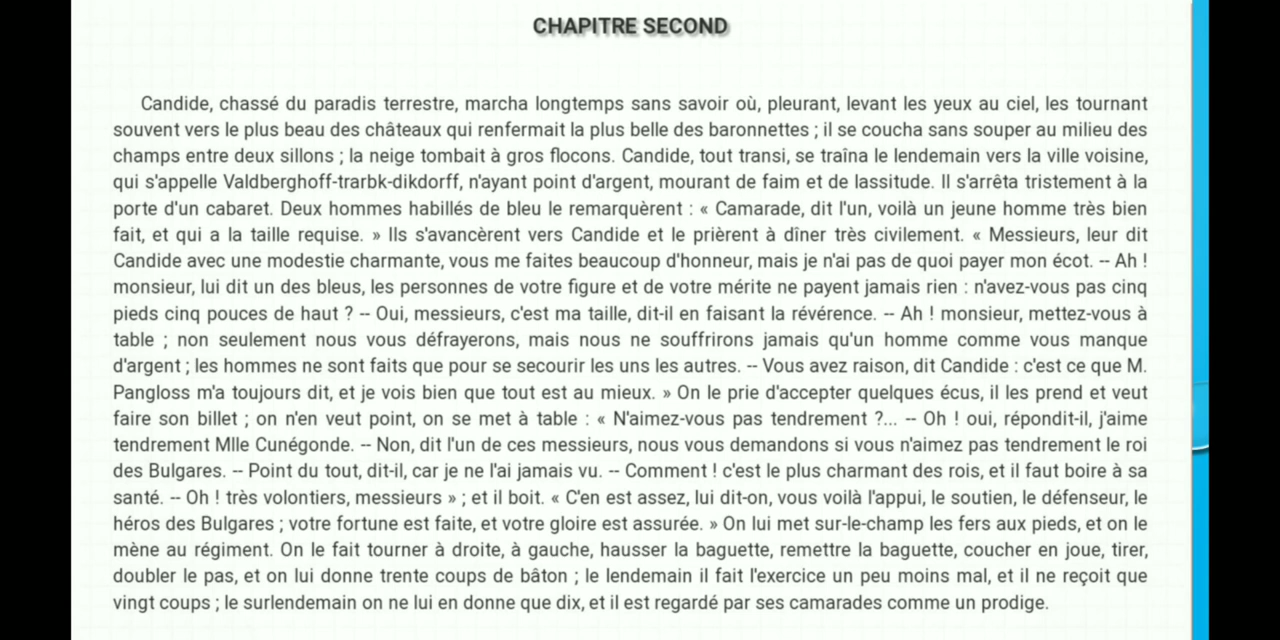 CHAPITRE SECOND
Candide, chassé du paradis terrestre, marcha longtemps sans savoir où, pleurant, levant les yeux au ciel, les tournant
souvent vers le plus beau des châteaux qui renfermait la plus belle des baronnettes ; il se coucha sans souper au milieu des
champs entre deux sillons ; la neige tombait à gros flocons. Candide, tout transi, se traîna le lendemain vers la ville voisine,
qui s'appelle Valdberghoff-trarbk-dikdorff, n'ayant point d'argent, mourant de faim et de lassitude. Il s'arrêta tristement à la
porte d'un cabaret. Deux hommes habillés de bleu le remarquèrent : « Camarade, dit l'un, voilà un jeune homme très bien
fait, et qui a la taille requise. » Ils s'avancèrent vers Candide et le prièrent à dîner très civilement. « Messieurs, leur dit
Candide avec une modestie charmante, vous me faites beaucoup d'honneur, mais je n'ai pas de quoi payer mon écot. -- Ah !
monsieur, lui dit un des bleus, les personnes de votre figure et de votre mérite ne payent jamais rien : n'avez-vous pas cinq
pieds cinq pouces de haut ? -- Oui, messieurs, c'est ma taille, dit-il en faisant la révérence. -- Ah ! monsieur, mettez-vous à
table ; non seulement nous vous défrayerons, mais nous ne souffrirons jamais qu'un homme comme vous manque
d'argent ; les hommes ne sont faits que pour se secourir les uns les autres. -- Vous avez raison, dit Candide : c'est ce que M.
Pangloss m'a toujours dit, et je vois bien que tout est au mieux. » On le prie d'accepter quelques écus, il les prend et veut
faire son billet ; on n'en veut point, on se met à table : « N'aimez-vous pas tendrement ?... -- Oh ! oui, répondit-il, j'aime
tendrement Mlle Cunégonde. -- Non, dit l'un de ces messieurs, nous vous demandons si vous n'aimez pas tendrement le roi
des Bulgares. -- Point du tout, dit-il, car je ne l'ai jamais vu. -- Comment ! c'est le plus charmant des rois, et il faut boire à sa
santé. -- Oh ! très volontiers, messieurs » ; et il boit. « C'en est assez, lui dit-on, vous voilà l'appui, le soutien, le défenseur, le
héros des Bulgares ; votre fortune est faite, et votre gloire est assurée. » On lui met sur-le-champ les fers aux pieds, et on le
mène au régiment. On le fait tourner à droite, à gauche, hausser la baguette, remettre la baguette, coucher en joue, tirer,
doubler le pas, et on lui donne trente coups de bâton ; le lendemain il fait l'exercice un peu moins mal, et il ne reçoit que
vingt coups ; le surlendemain on ne lui en donne que dix, et il est regardé par ses camarades comme un prodige.